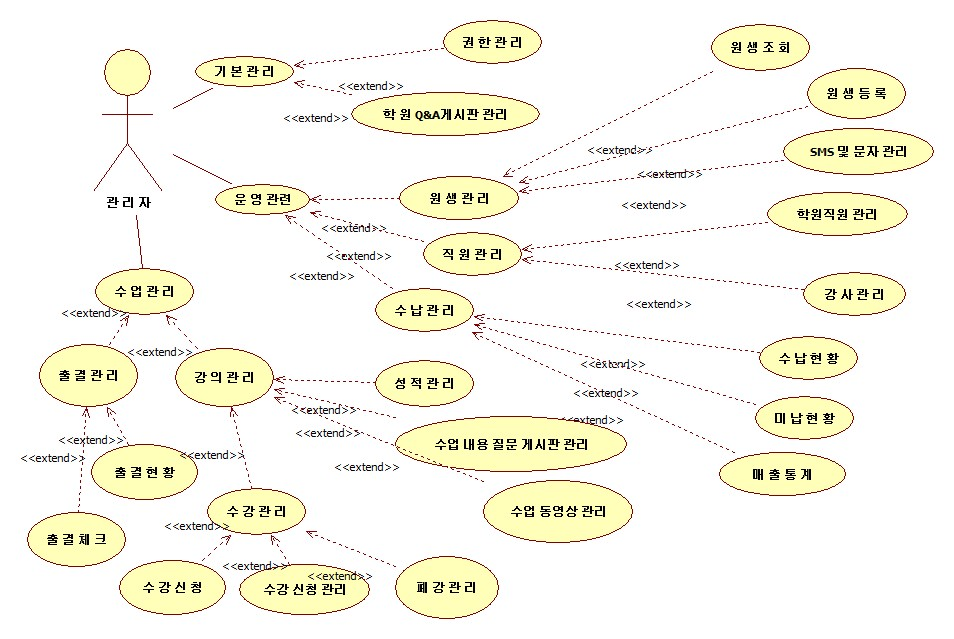 권한관리
원생조회
기본관리
<<extend>>
원생등록
학원 Q&A게시판 관리
<<extend>>
<<extend>>
SMS 및 문자 관리
<<extend>>
원생관리
운영관련
관리자
<<extend>>
학원직원 관리
<<extend>>
직원관리
<<extend>>
<<extend>>
<<extend>>
수업관리
강사관리
<<extend>>
수납관리
<<extend>>
<<extend>>
수납현황
<<extend>>
출결관리
강의관리
성적관리
<<extend>>
<<extend>>
미납현황
<<extend>>
<<extend>>
<<extend>>
수업 내용 질문 게시판 관리
<<extend>>
<<extend>>
<<extend>>
출결현황
매출통계
수강관리
수업 동영상 관리
<<extend>>
출결체크
<<extend>>
<<extend>>
수강신청
수강신청 관리
폐강관리